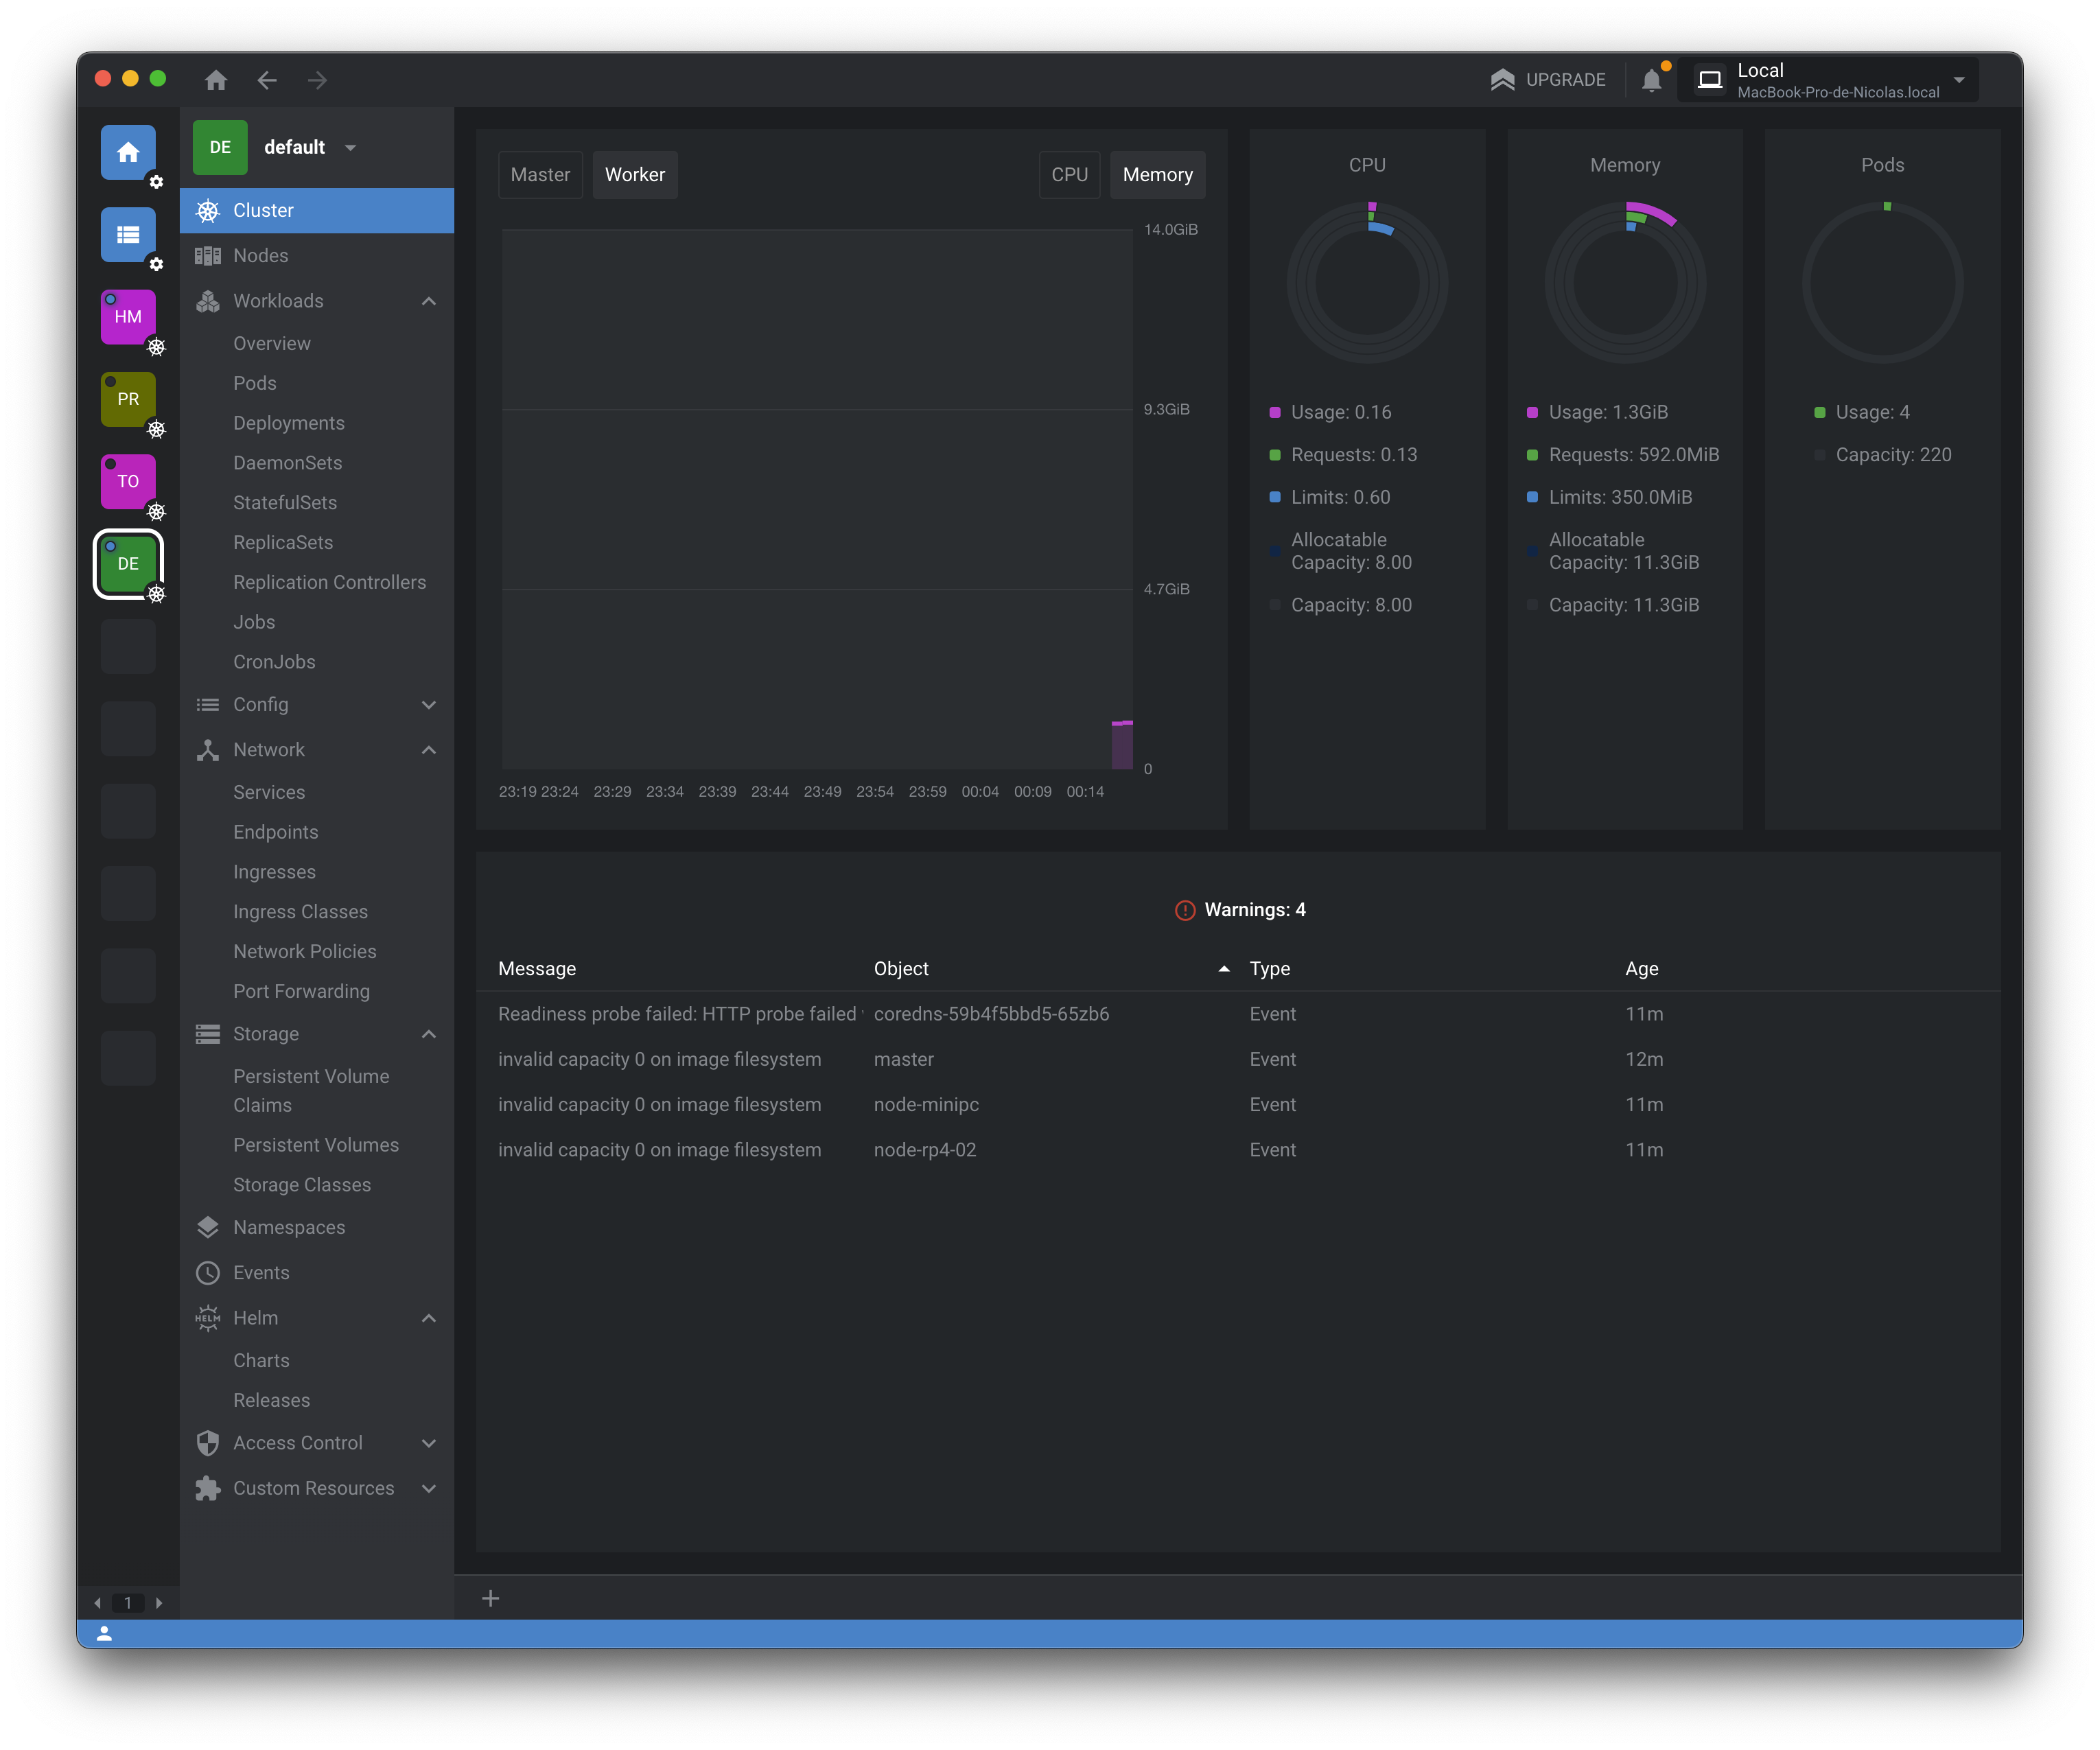 UPGRADE
Local
MacBook-Pro-de-Nicolas.local
HM
PR
TO
DE
1
DE default
Cluster
Nodes
Workloads
Overview
Pods
Deployments
DaemonSets
StatefulSets
ReplicaSets
Replication Controllers
Jobs
CronJobs
Config
Network
Services
Endpoints
Ingresses
Ingress Classes
Network Policies
Port Forwarding
Storage
Persistent Volume
Claims
Persistent Volumes
Storage Classes
Namespaces
Events
HELM Helm
Charts
Releases
Access Control
Custom Resources
Master Worker CPU Memory
14.0GiB
9.3GiB
4.7GiB
0
23:19 23:24 23:29 23:34 23:39 23:44 23:49 23:54 23:59 00:04 00:09 00:14
CPU
Usage: 0.16
Requests: 0.13
Limits: 0.60
Allocatable
Capacity: 8.00
Capacity: 8.00
Memory
Usage: 1.3GiB
Requests: 592.0MiB
Limits: 350.0MiB
Allocatable
Capacity: 11.3GiB
Capacity: 11.3GiB
Pods
Usage: 4
Capacity: 220
Warnings: 4
Message Object Type Age
Readiness probe failed: HTTP probe failed coredns-59b4f5bbd5-65zb6 Event 11m
invalid capacity 0 on image filesystem master Event 12m
invalid capacity 0 on image filesystem node-minipc Event 11m
invalid capacity 0 on image filesystem node-rp4-02 Event 11m